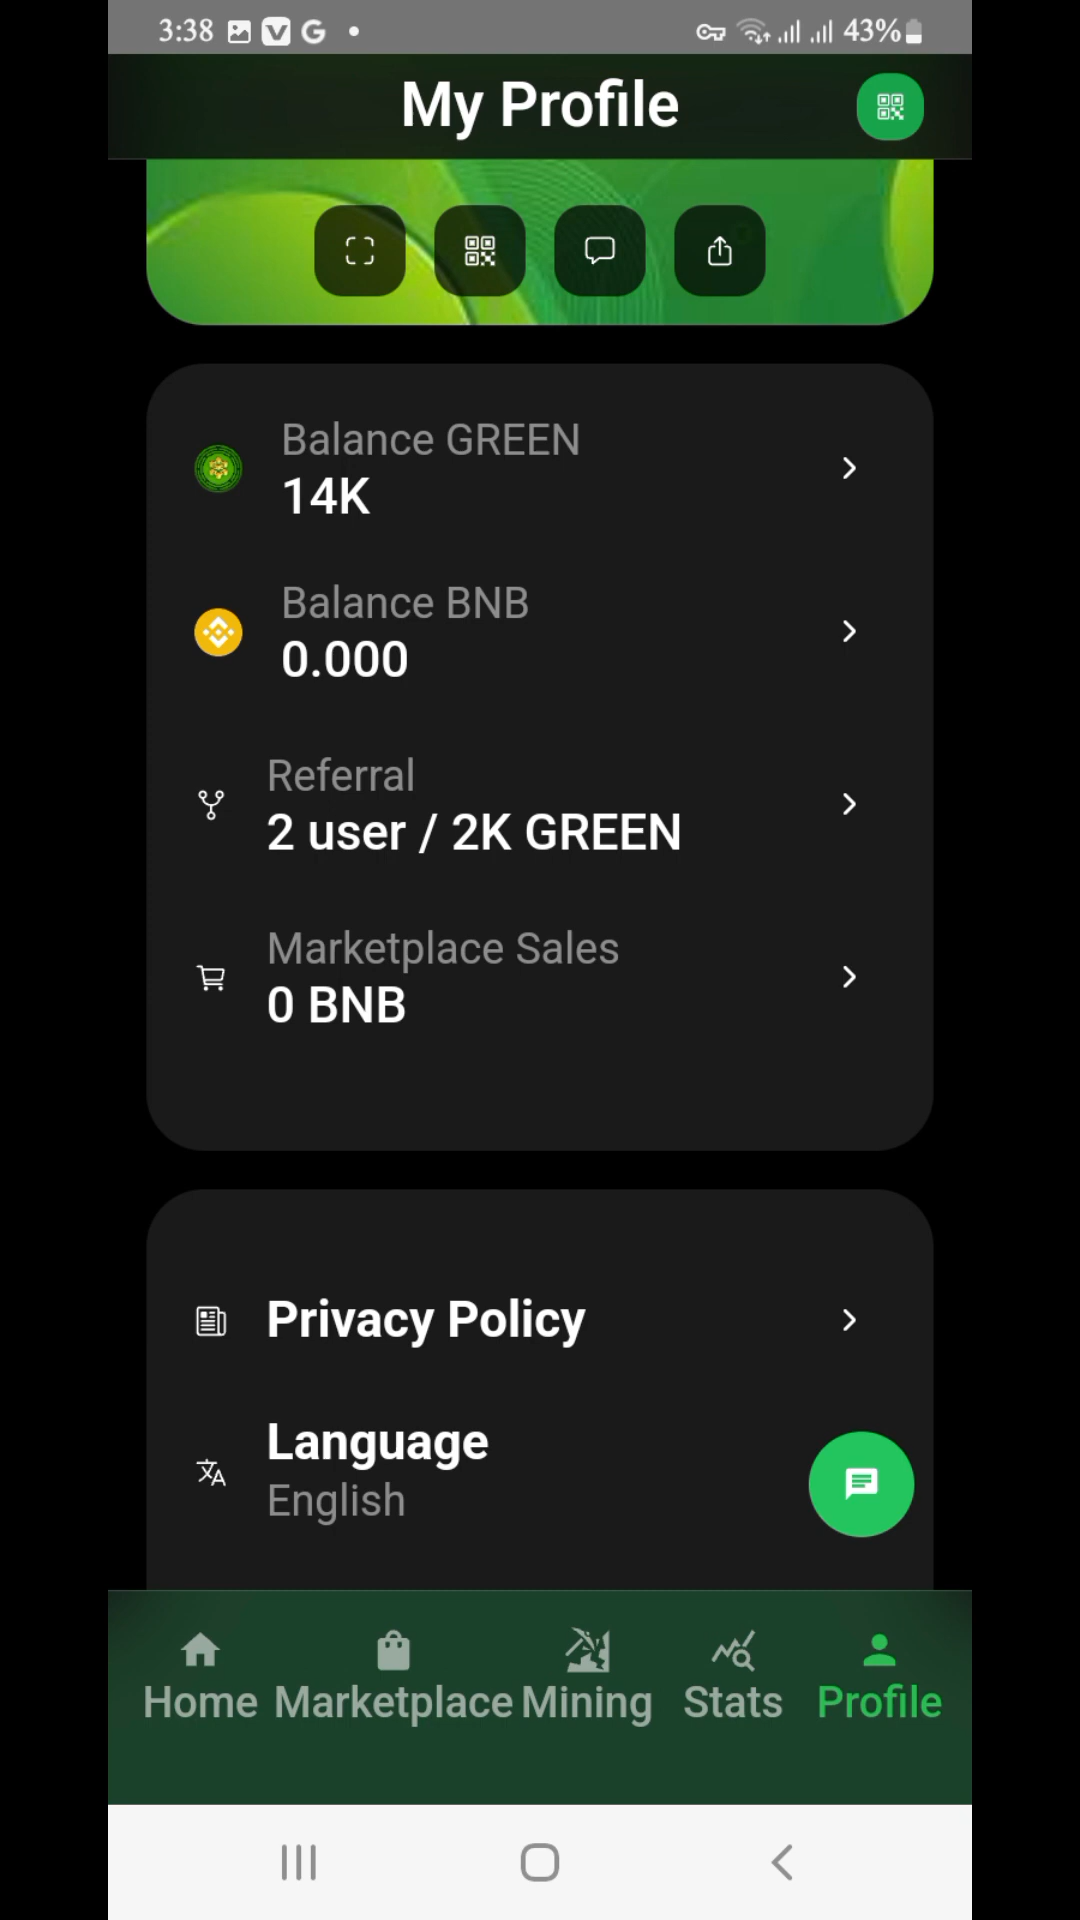 3:38 G 43%
My Profile
Balance GREEN
14K
Balance BNB
0.000
Referral
2 user / 2K GREEN
Marketplace Sales
0 BNB
Privacy Policy
Language
English
Home Marketplace Mining Stats Profile